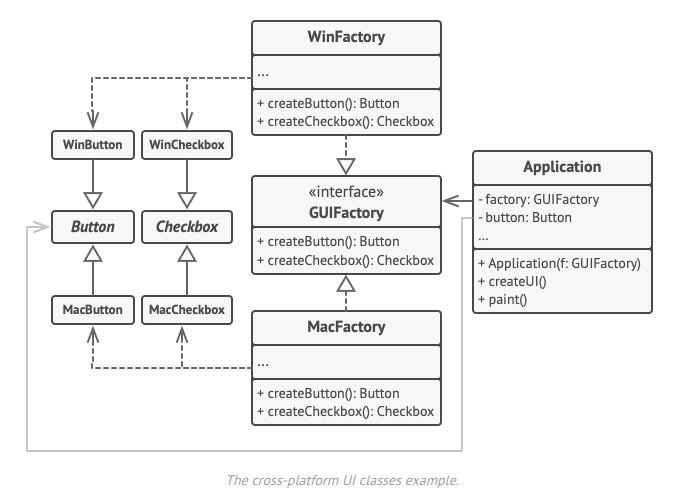 WinFactory
...
+ createButton(): Button
+ createCheckbox(): Checkbox
WinButton
WinCheckbox
Button
Checkbox
MacButton
MacCheckbox
«interface»
GUIFactory
+ createButton(): Button
+ createCheckbox(): Checkbox
Application
- factory: GUIFactory
- button: Button
...
+ Application(f: GUIFactory)
+ createUI()
+ paint()
MacFactory
...
+ createButton(): Button
+ createCheckbox(): Checkbox
The cross-platform UI classes example.